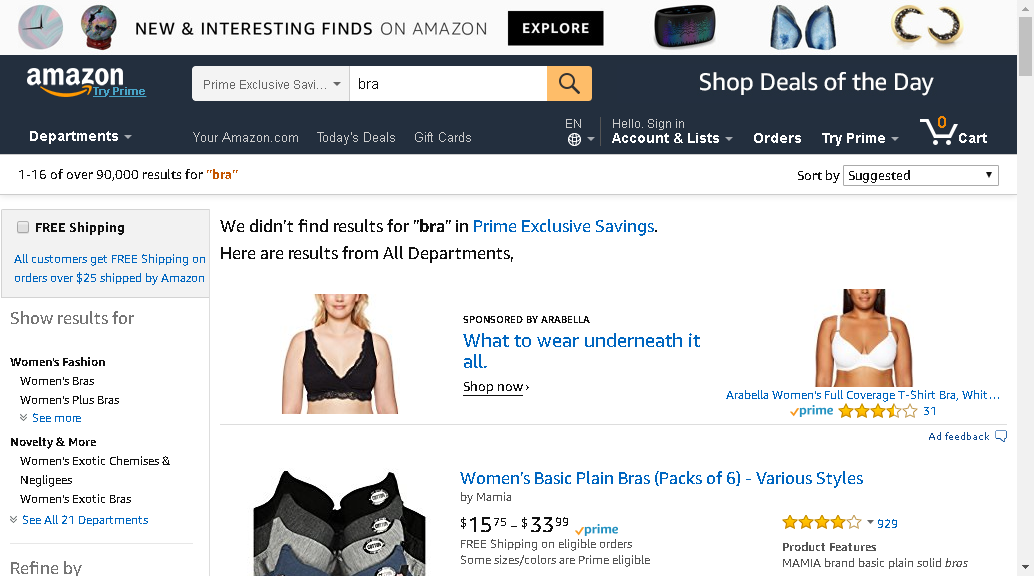 NEW & INTERESTING FINDS ON AMAZON EXPLORE
amazon
Try Prime
Prime Exclusive Savi...
bra
Shop Deals of the Day
Departments
Your Amazon.com
Today's Deals
Gift Cards
EN
Hello. Sign in
Account & Lists
Orders
Try Prime
0
Cart
1-16 of over 90,000 results for "bra"
Sort by Suggested
FREE Shipping
All customers get FREE Shipping on
orders over $25 shipped by Amazon
Show results for
Women's Fashion
Women's Bras
Women's Plus Bras
See more
Novelty & More
Women's Exotic Chemises &
Negligees
Women's Exotic Bras
See All 21 Departments
Refine by
We didn't find results for "bra" in Prime Exclusive Savings.
Here are results from All Departments,
SPONSORED BY ARABELLA
What to wear underneath it
all.
Shop now ›
Arabella Women's Full Coverage T-Shirt Bra, Whit...
prime 31
Ad feedback
Women's Basic Plain Bras (Packs of 6) - Various Styles
by Mamia
$15 75 - $33 99 prime
FREE Shipping on eligible orders
Some sizes/colors are Prime eligible
929
Product Features
MAMIA brand basic plain solid bras
COTTON
COTTON
COTTON